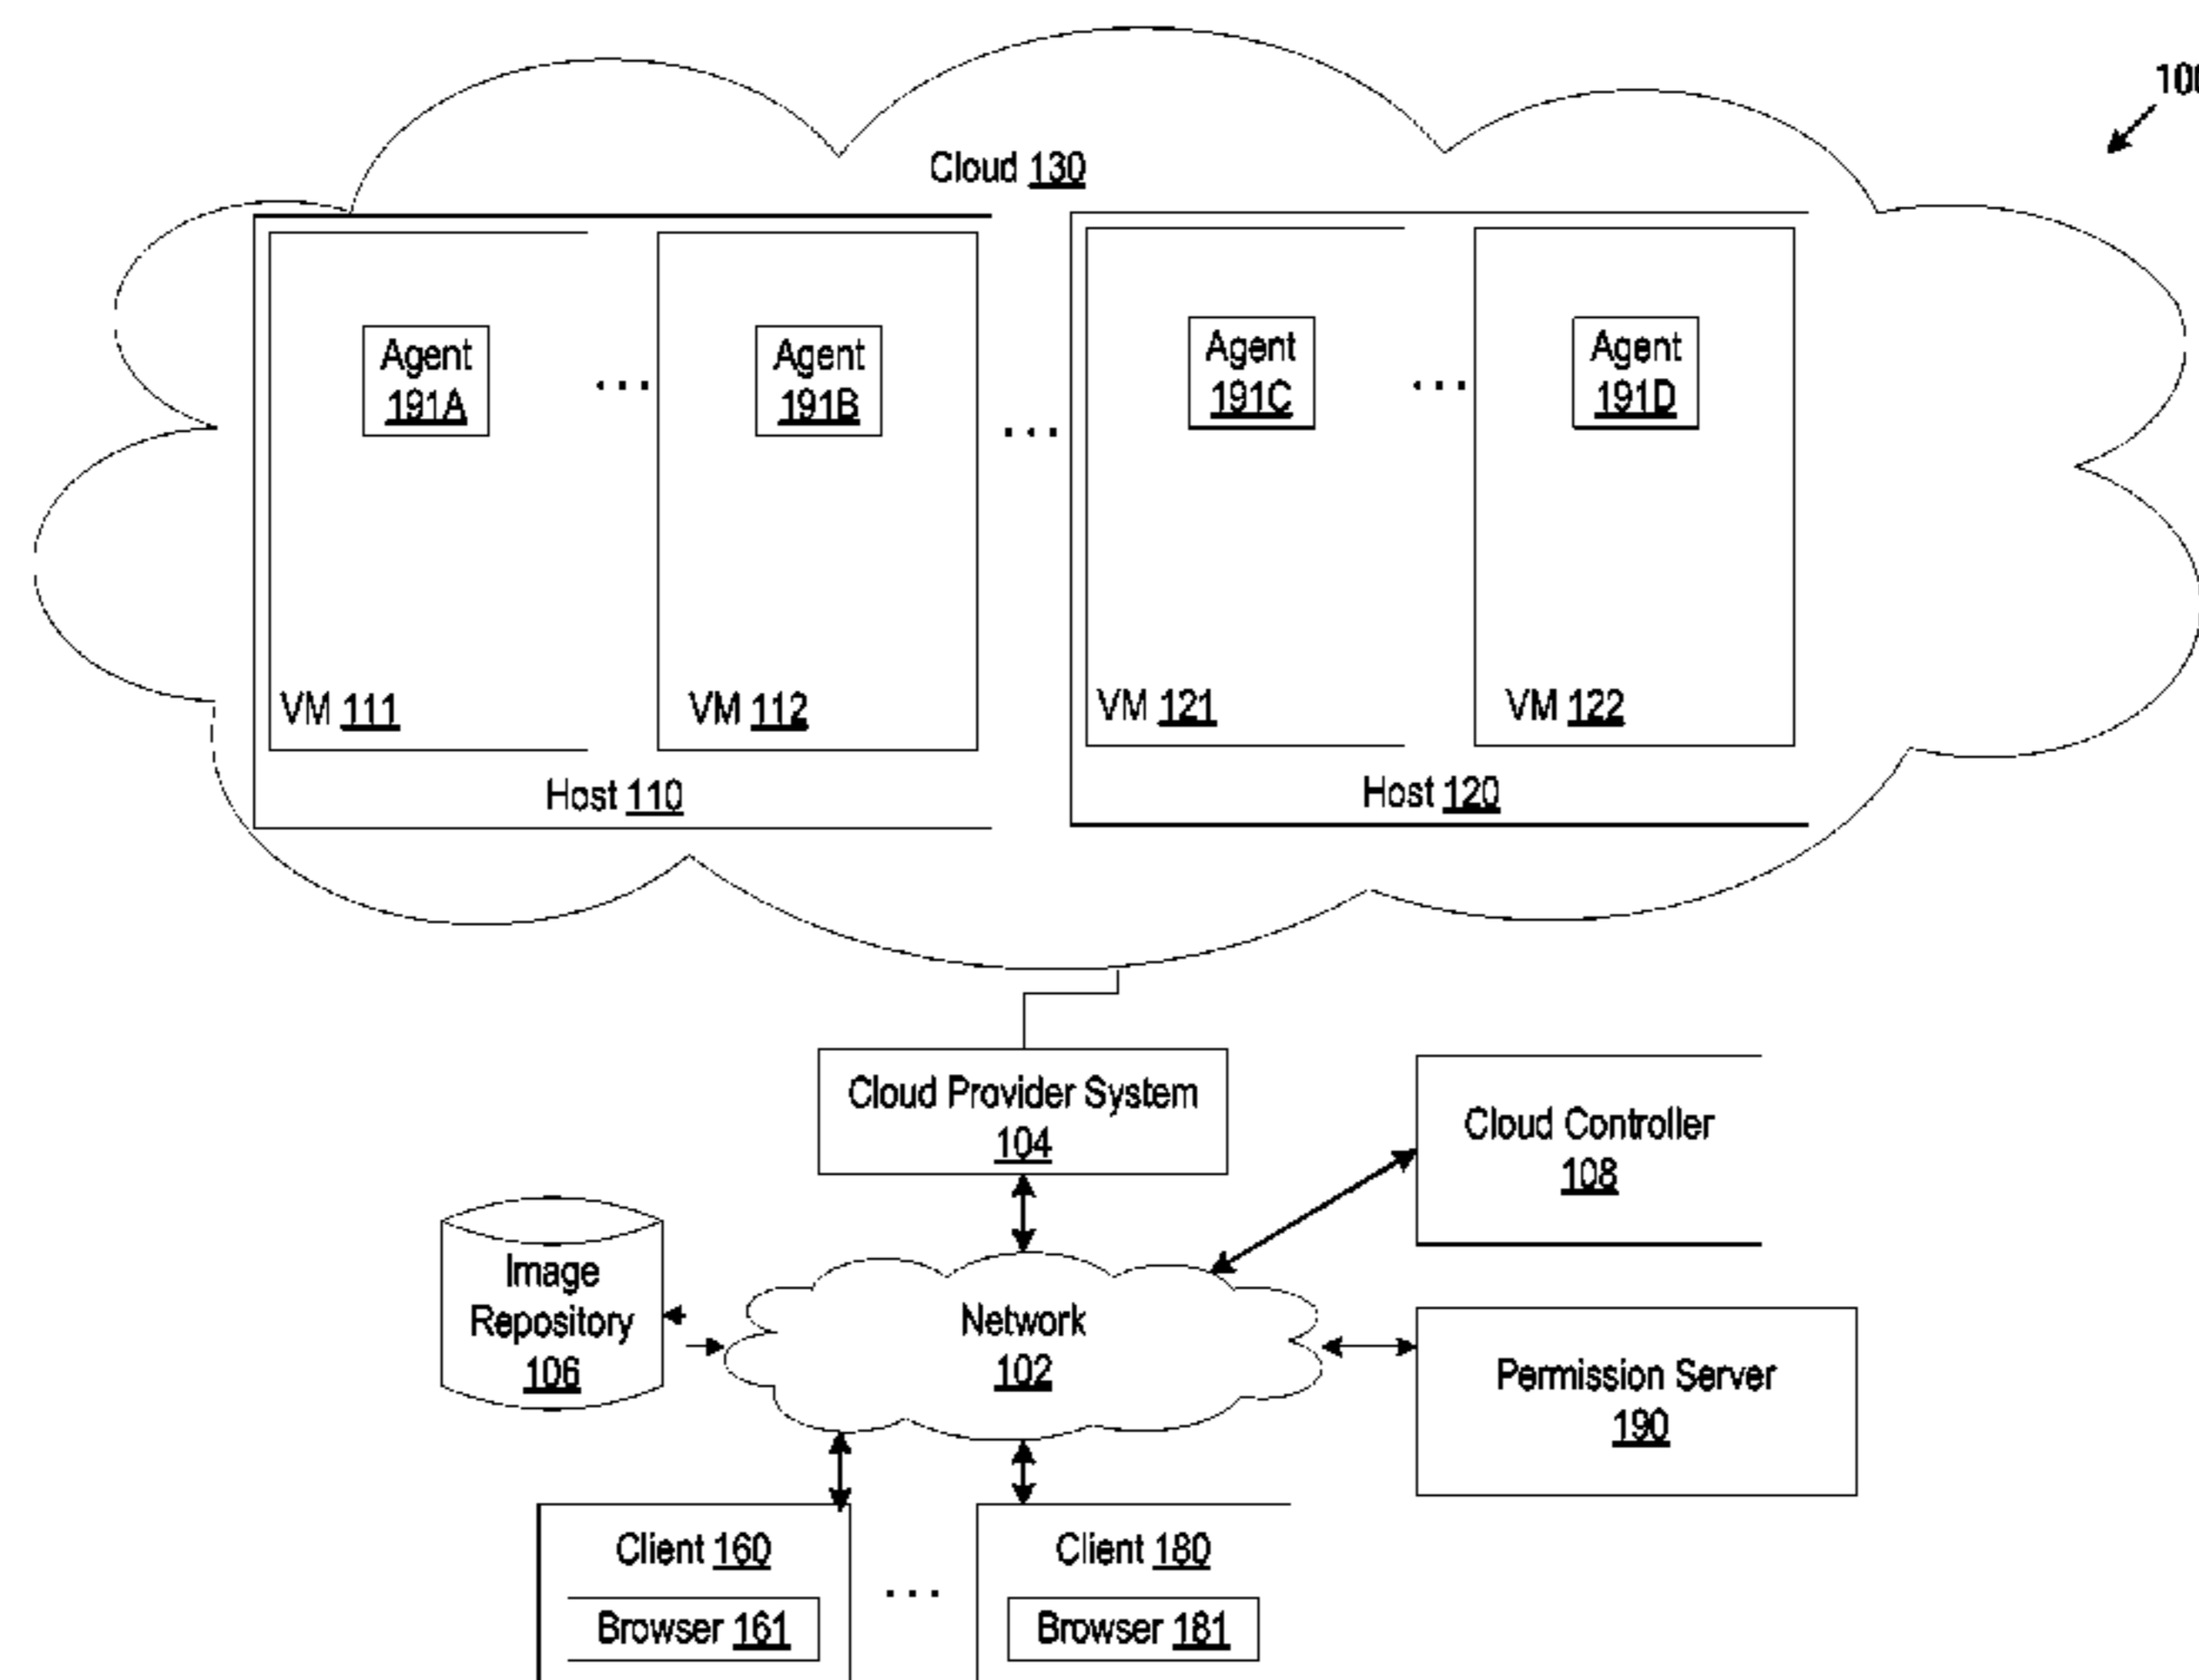 100
Cloud 130
Agent
191A
...
Agent
191B
...
Agent
191C
...
Agent
191D
VM 111
VM 112
VM 121
VM 122
Host 110
Host 120
Cloud Provider System
104
Cloud Controller
108
Image
Repository
106
Network
102
Permission Server
190
Client 160
Browser 161
...
Client 180
Browser 181